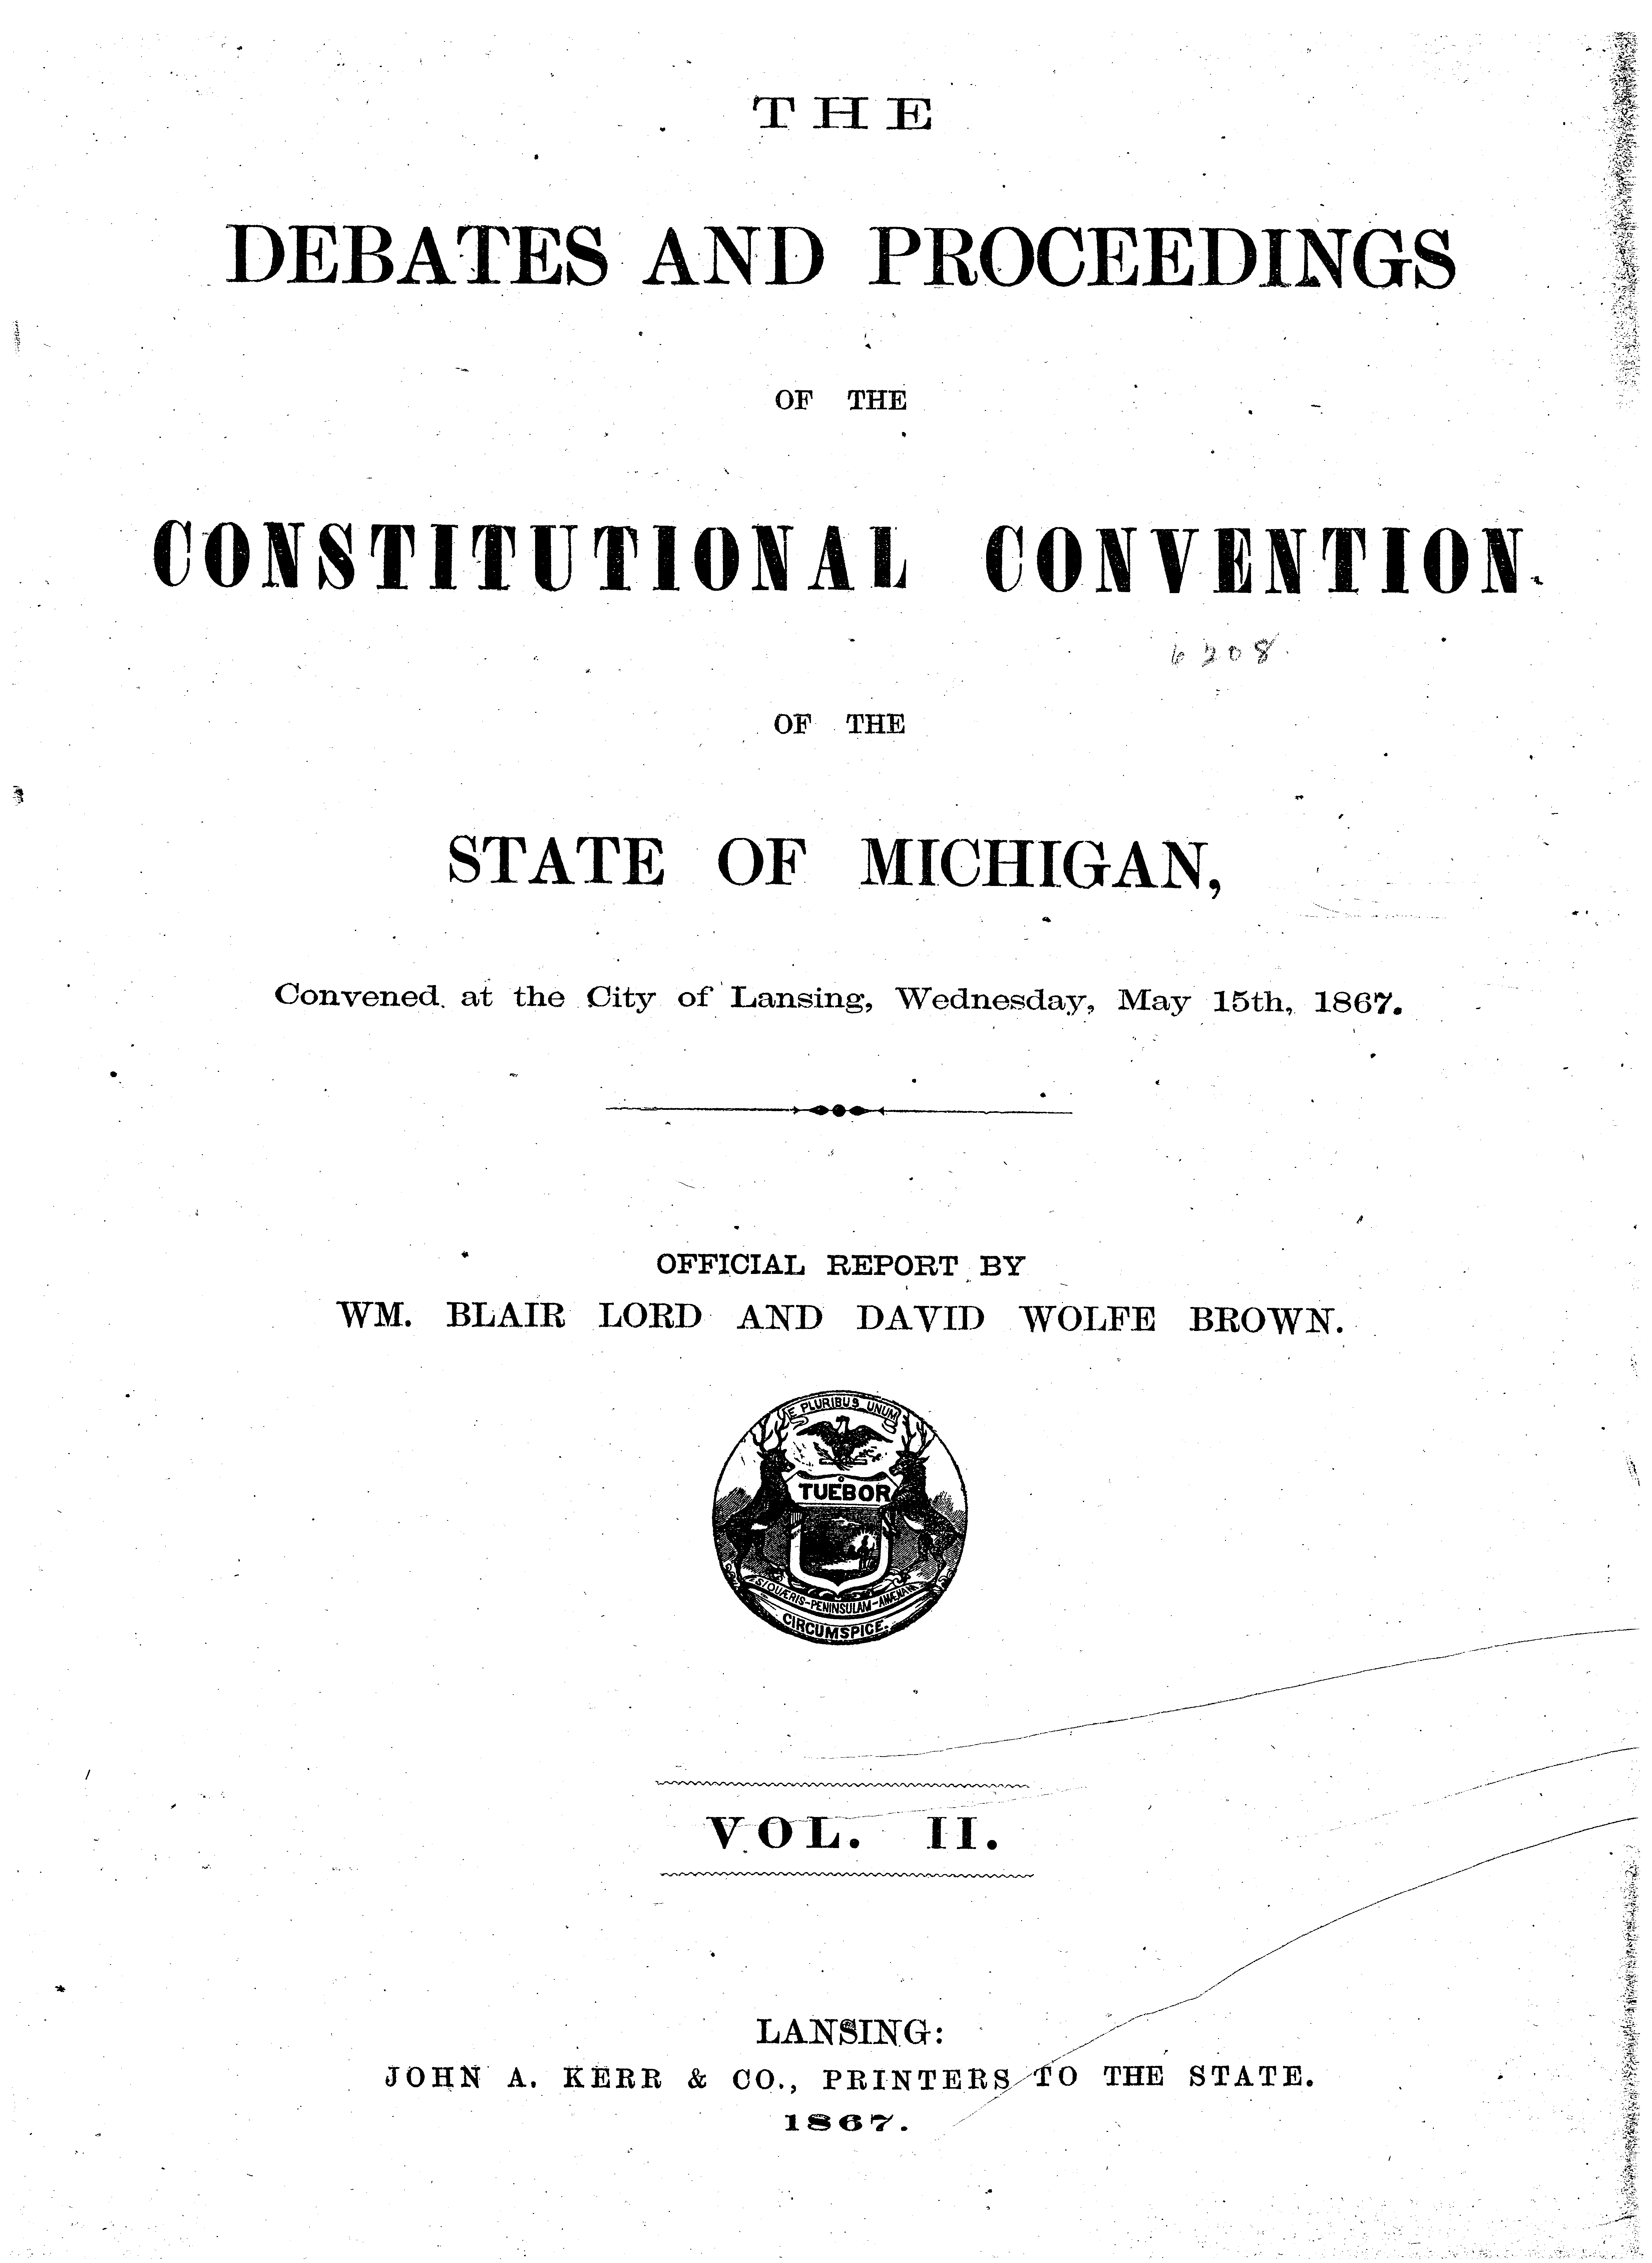 THE
DEBATES AND PROCEEDINGS
OF THE
CONSTITUTIONAL CONVENTION
6208
OF THE
STATE OF MICHIGAN,
Convened at the City of Lansing, Wednesday, May 15th, 1867.
OFFICIAL REPORT BY
WM. BLAIR LORD AND DAVID WOLFE BROWN.
E PLURIBUS UNUM
TUEBOR
SI QUÆRIS-PENINSULAM-AMŒNAM
CIRCUMSPICE.
VOL. II.
LANSING:
JOHN A. KERR & CO., PRINTERS TO THE STATE.
1867.